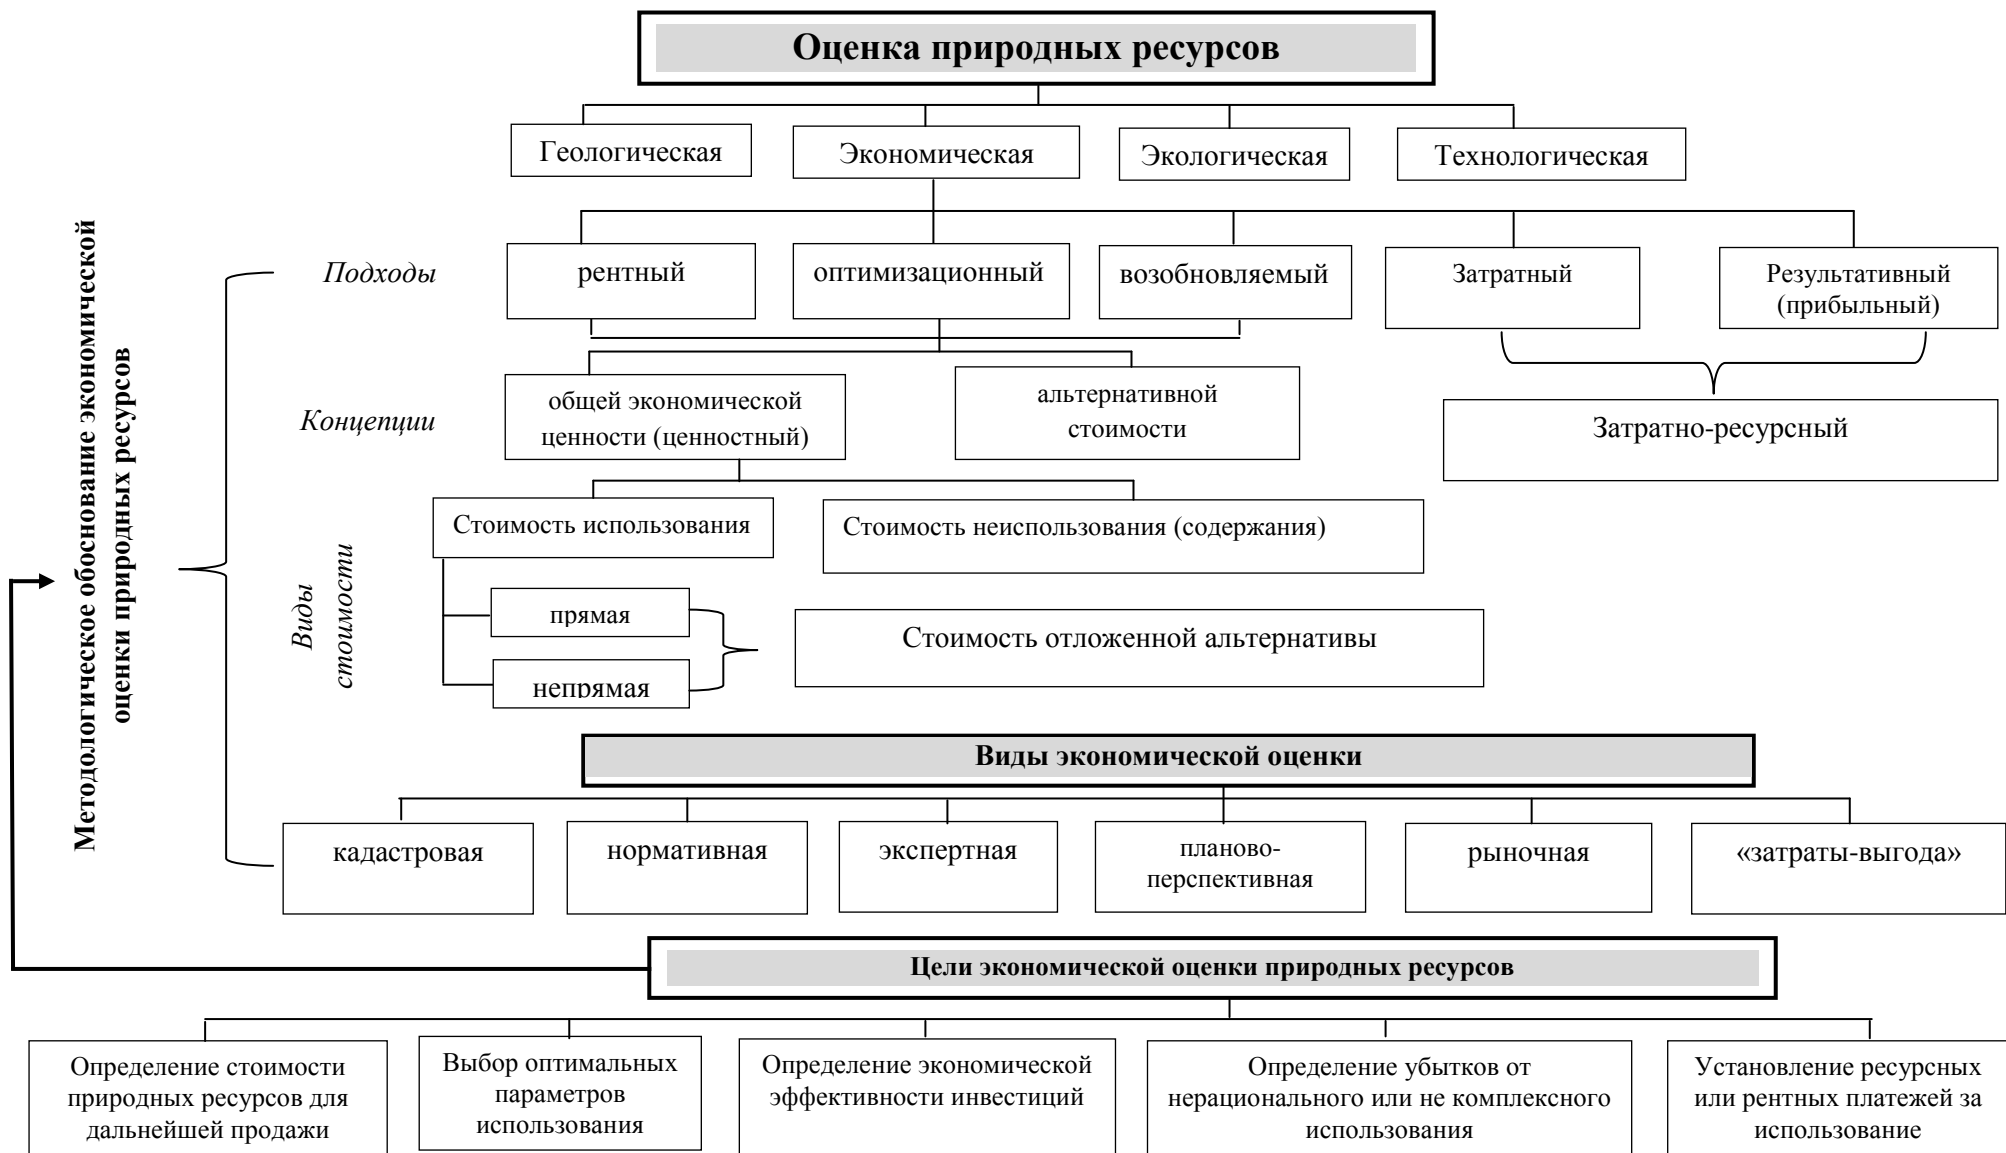 Оценка природных ресурсов
Геологическая
Экономическая
Экологическая
Технологическая
Методологическое обоснование экономической
оценки природных ресурсов
Подходы
рентный
оптимизационный
возобновляемый
Затратный
Результативный
(прибыльный)
Концепции
общей экономической
ценности (ценностный)
альтернативной
стоимости
Затратно-ресурсный
Виды
стоимости
Стоимость использования
Стоимость неиспользования (содержания)
прямая
непрямая
Стоимость отложенной альтернативы
Виды экономической оценки
кадастровая
нормативная
экспертная
планово-
перспективная
рыночная
«затраты-выгода»
Цели экономической оценки природных ресурсов
Определение стоимости
природных ресурсов для
дальнейшей продажи
Выбор оптимальных
параметров
использования
Определение экономической
эффективности инвестиций
Определение убытков от
нерационального или не комплексного
использования
Установление ресурсных
или рентных платежей за
использование